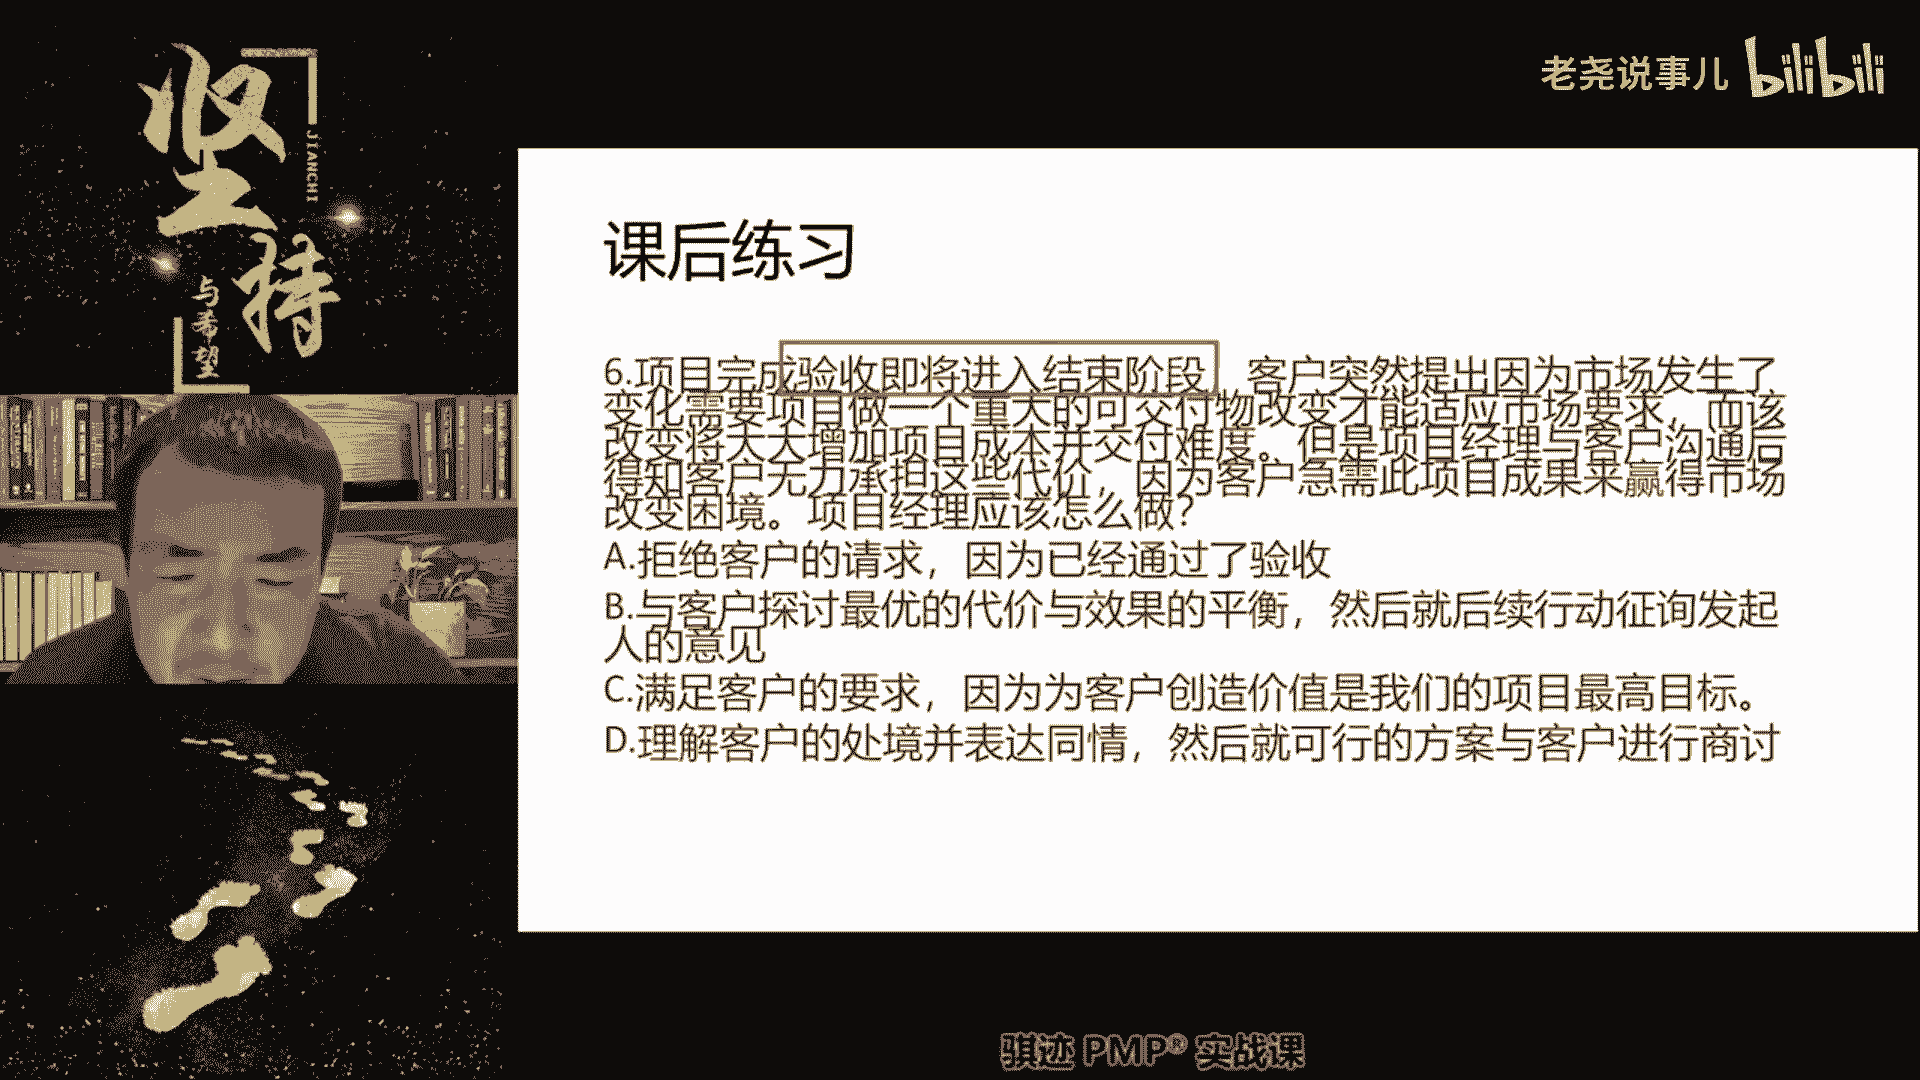 坚持
JIANCHI
与希望
老尧说事儿 bilibili
课后练习
6.项目完成验收即将进入结束阶段，客户突然提出因为市场发生了
变化需要项目做一个重大的可交付物改变才能适应市场要求，而该
改变将大大增加项目成本并交付难度。但是项目经理与客户沟通后
得知客户无力承担这些代价，因为客户急需此项目成果来赢得市场
改变困境。项目经理应该怎么做？
A.拒绝客户的请求，因为已经通过了验收
B.与客户探讨最优的代价与效果的平衡，然后就后续行动征询发起
人的意见
C.满足客户的要求，因为为客户创造价值是我们的项目最高目标。
D.理解客户的处境并表达同情，然后就可行的方案与客户进行商讨
骐迹 PMP® 实战课